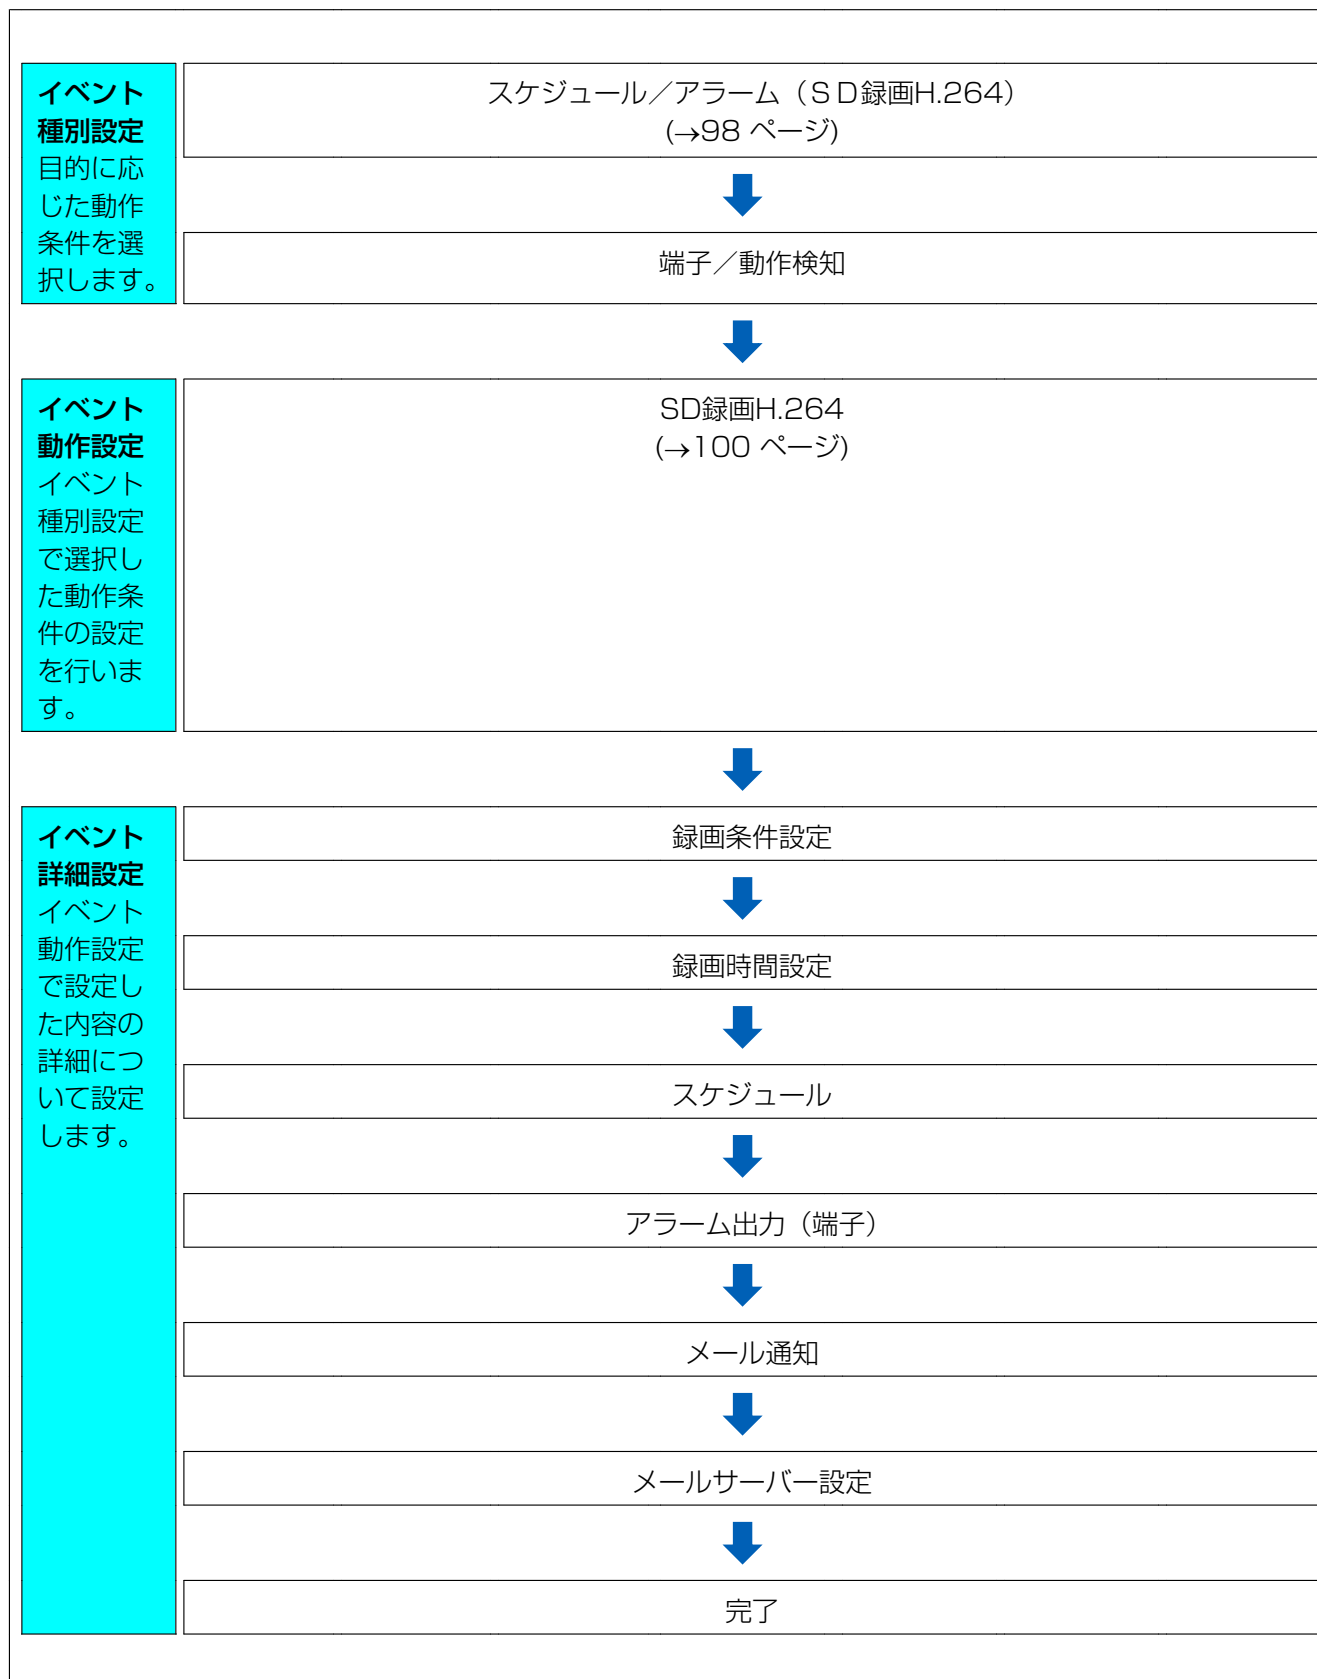 イベント
種別設定
目的に応
じた動作
条件を選
択します。
スケジュール／アラーム（ＳＤ録画H.264）
(→98 ページ)
端子／動作検知
イベント
動作設定
イベント
種別設定
で選択し
た動作条
件の設定
を行いま
す。
SD録画H.264
(→100 ページ)
イベント
詳細設定
イベント
動作設定
で設定し
た内容の
詳細につ
いて設定
します。
録画条件設定
録画時間設定
スケジュール
アラーム出力（端子）
メール通知
メールサーバー設定
完了